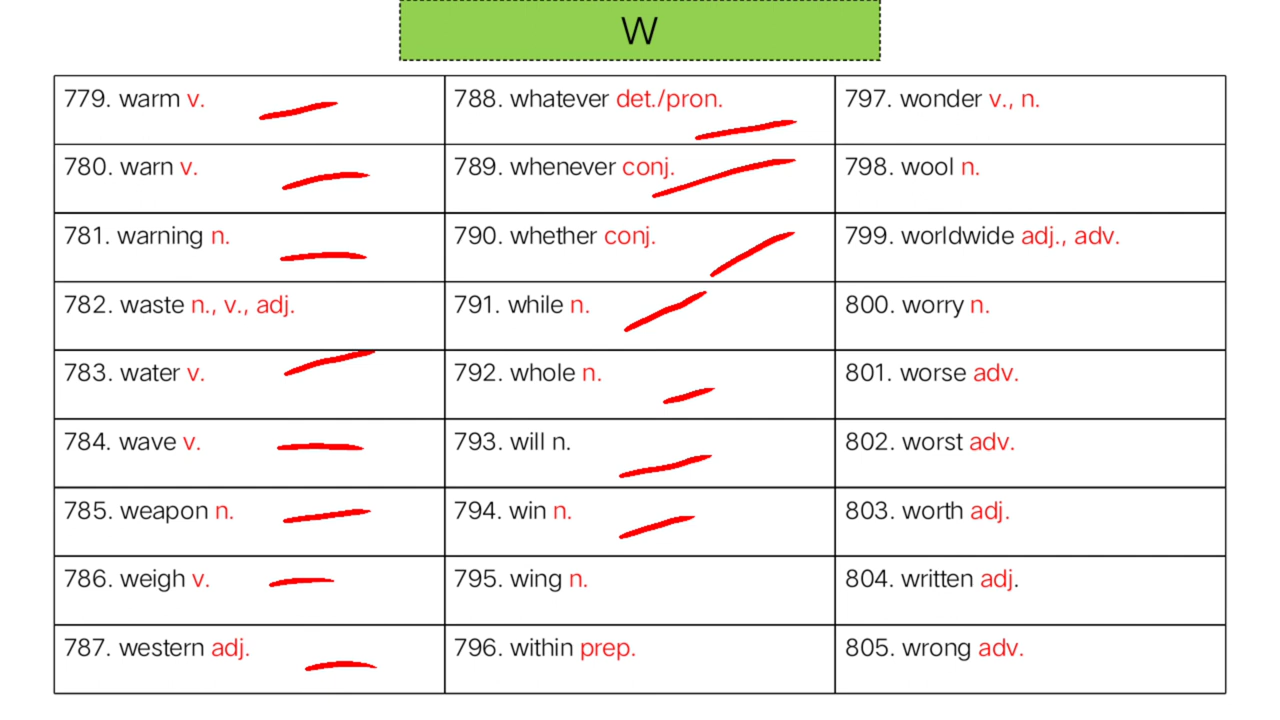 W
779. warm v.
788. whatever det./pron.
797. wonder v., n.
780. warn v.
789. whenever conj.
798. wool n.
781. warning n.
790. whether conj.
799. worldwide adj., adv.
782. waste n., v., adj.
791. while n.
800. worry n.
783. water v.
792. whole n.
801. worse adv.
784. wave v.
793. will n.
802. worst adv.
785. weapon n.
794. win n.
803. worth adj.
786. weigh v.
795. wing n.
804. written adj.
787. western adj.
796. within prep.
805. wrong adv.